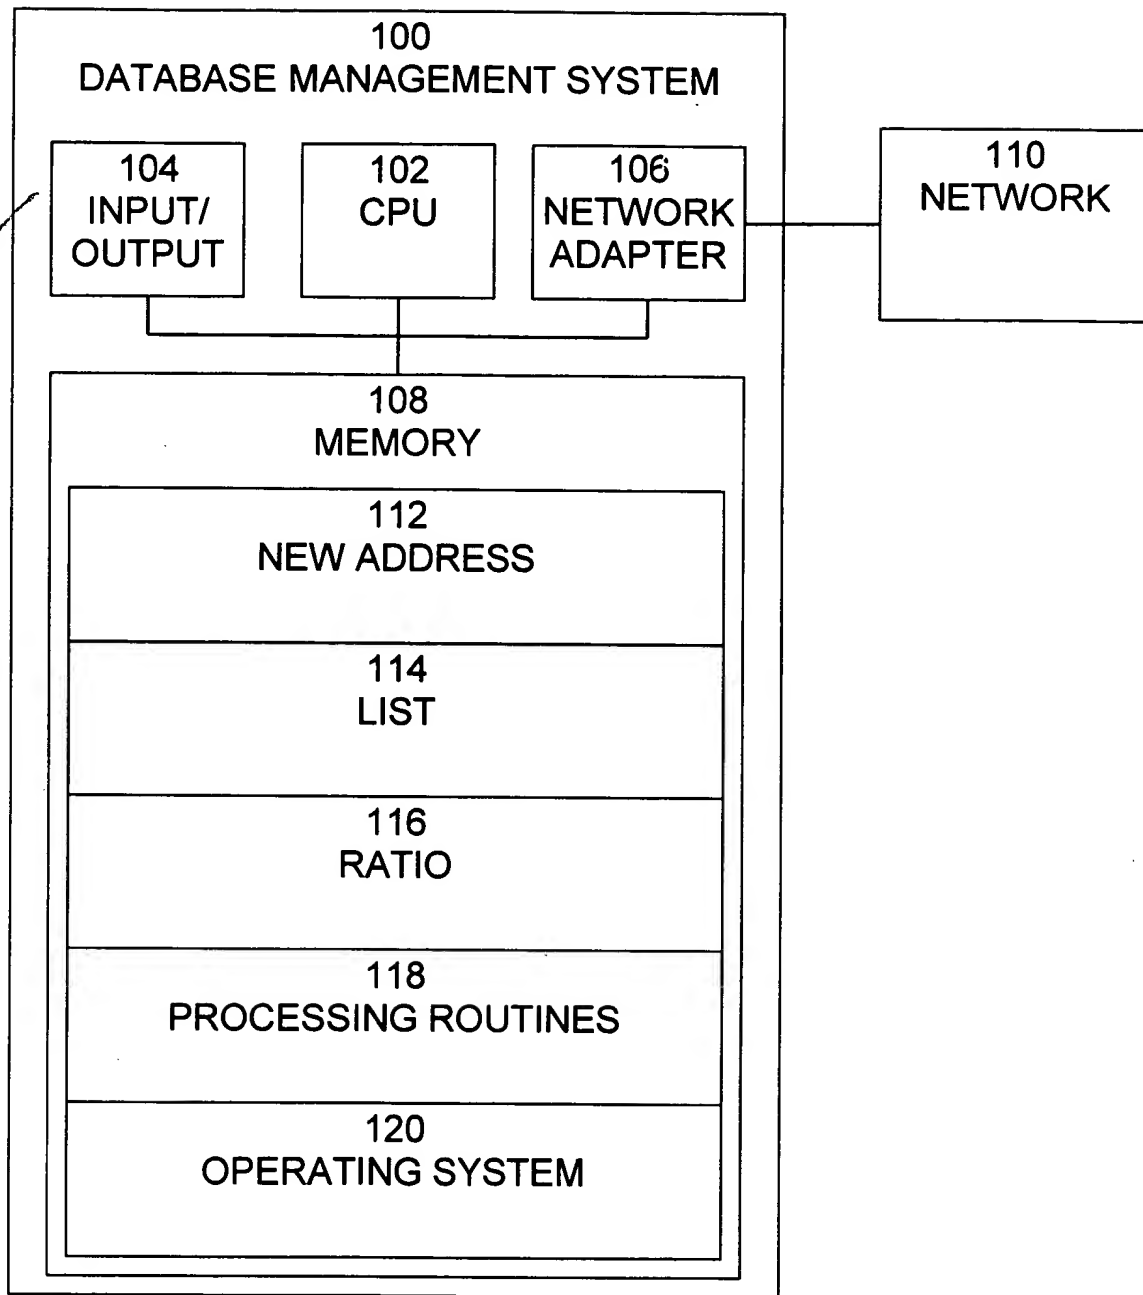 100
DATABASE MANAGEMENT SYSTEM
104
INPUT/
OUTPUT
102
CPU
106
NETWORK
ADAPTER
110
NETWORK
108
MEMORY
112
NEW ADDRESS
114
LIST
116
RATIO
118
PROCESSING ROUTINES
120
OPERATING SYSTEM